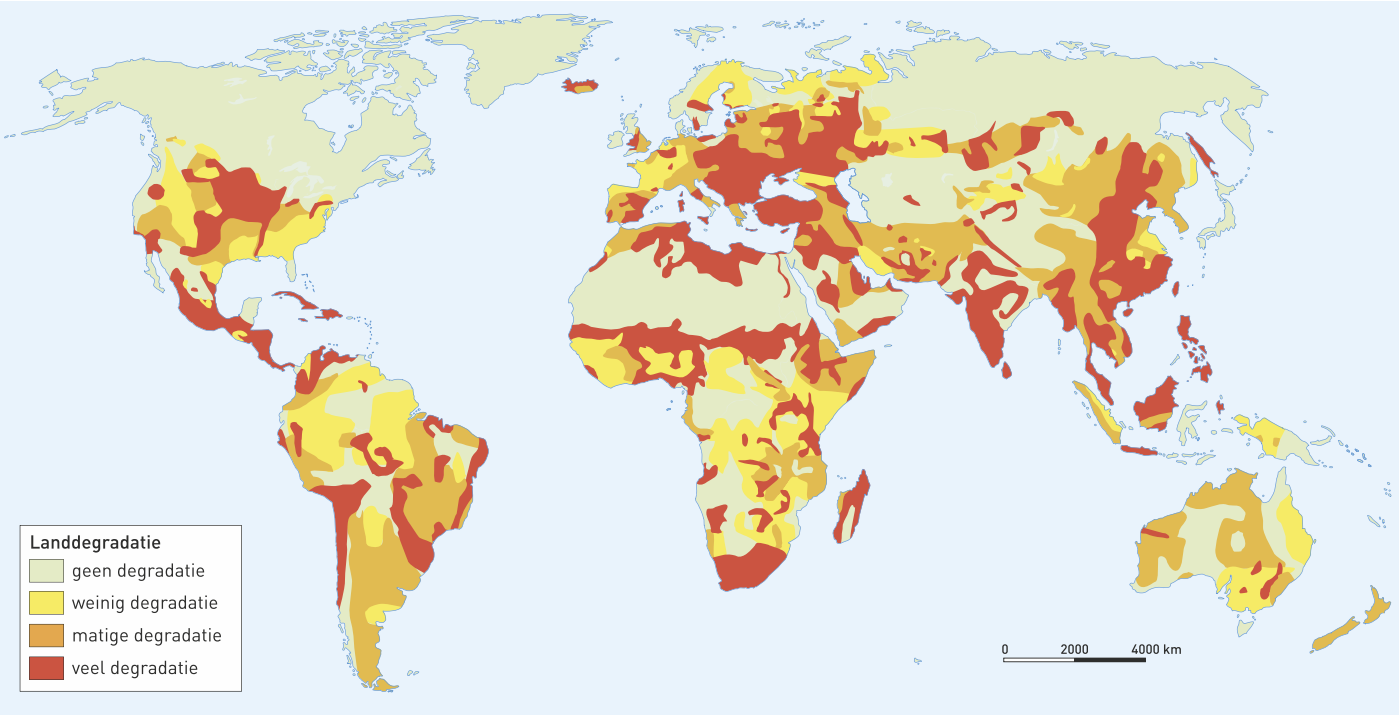 Landdegradatie
geen degradatie
weinig degradatie
matige degradatie
veel degradatie
0 2000 4000 km